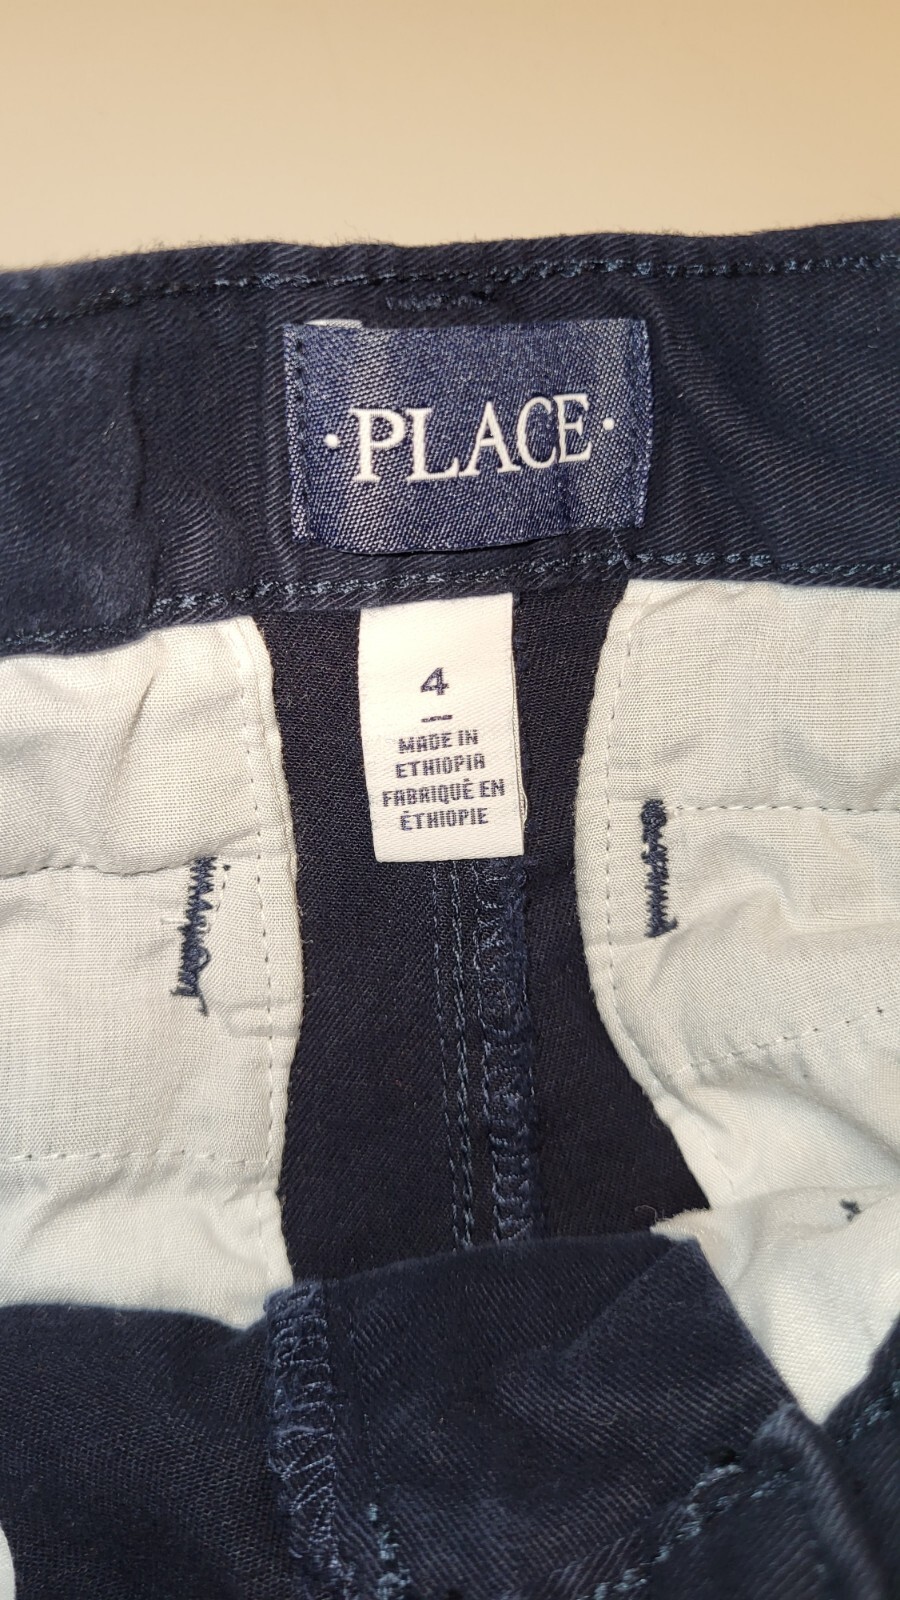 ·PLACE·
4
MADE IN
ETHIOPIA
FABRIQUÉ EN
ÉTHIOPIE